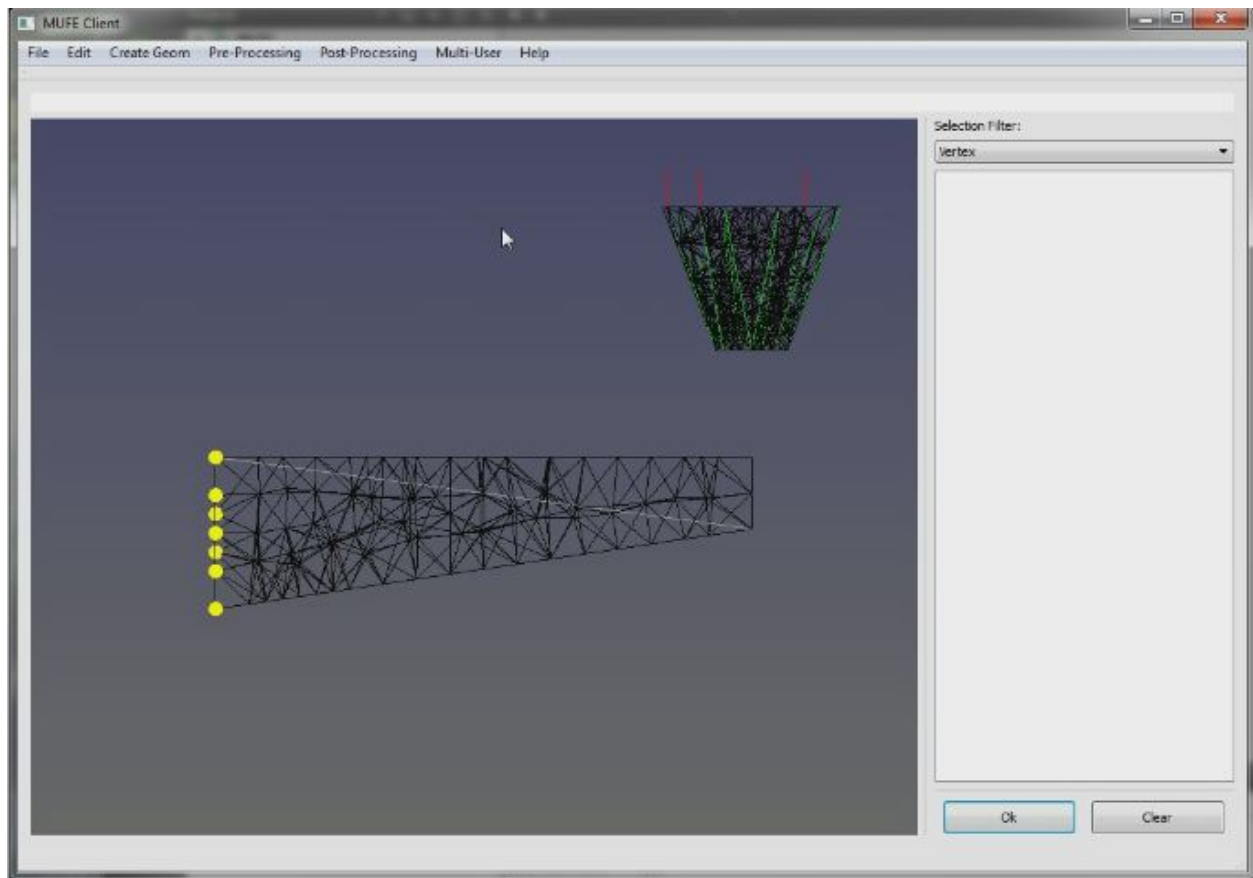 MUFE Client
File Edit Create Geom Pre-Processing Post-Processing Multi-User Help
Selection Filter:
Vertex
Ok Clear